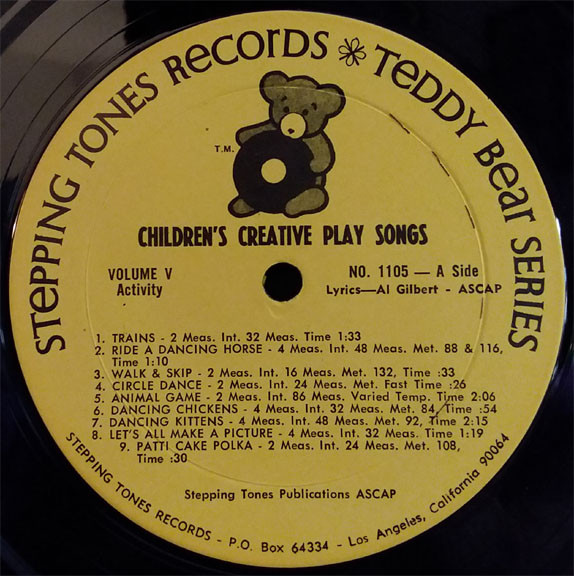 STEPPING TONES RECORDS ❀ TEDDY BEAR SERIES
T.M.
CHILDREN'S CREATIVE PLAY SONGS
VOLUME V
Activity
NO. 1105 — A Side
Lyrics—Al Gilbert - ASCAP
1. TRAINS - 2 Meas. Int. 32 Meas. Time 1:33
2. RIDE A DANCING HORSE - 4 Meas. Int. 48 Meas. Met. 88 & 116,
Time 1:10
3. WALK & SKIP - 2 Meas. Int. 16 Meas. Met. 132, Time :33
4. CIRCLE DANCE - 2 Meas. Int. 24 Meas. Met. Fast Time :26
5. ANIMAL GAME - 2 Meas. Int. 86 Meas. Varied Temp. Time 2:06
6. DANCING CHICKENS - 4 Meas. Int. 32 Meas. Met. 84, Time :54
7. DANCING KITTENS - 4 Meas. Int. 48 Meas. Met. 92, Time 2:15
8. LET'S ALL MAKE A PICTURE - 4 Meas. Int. 32 Meas. Time 1:19
9. PATTI CAKE POLKA - 2 Meas. Int. 24 Meas. Met. 108,
Time :30
Stepping Tones Publications ASCAP
STEPPING TONES RECORDS - P.O. Box 64334 - Los Angeles, California 90064